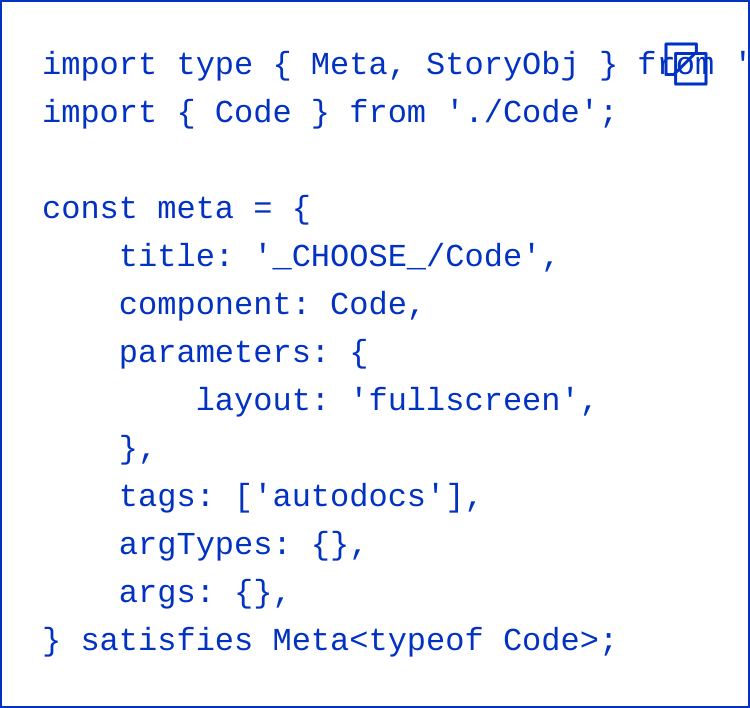 import type { Meta, StoryObj } from '
import { Code } from './Code';

const meta = {
    title: '_CHOOSE_/Code',
    component: Code,
    parameters: {
        layout: 'fullscreen',
    },
    tags: ['autodocs'],
    argTypes: {},
    args: {},
} satisfies Meta<typeof Code>;